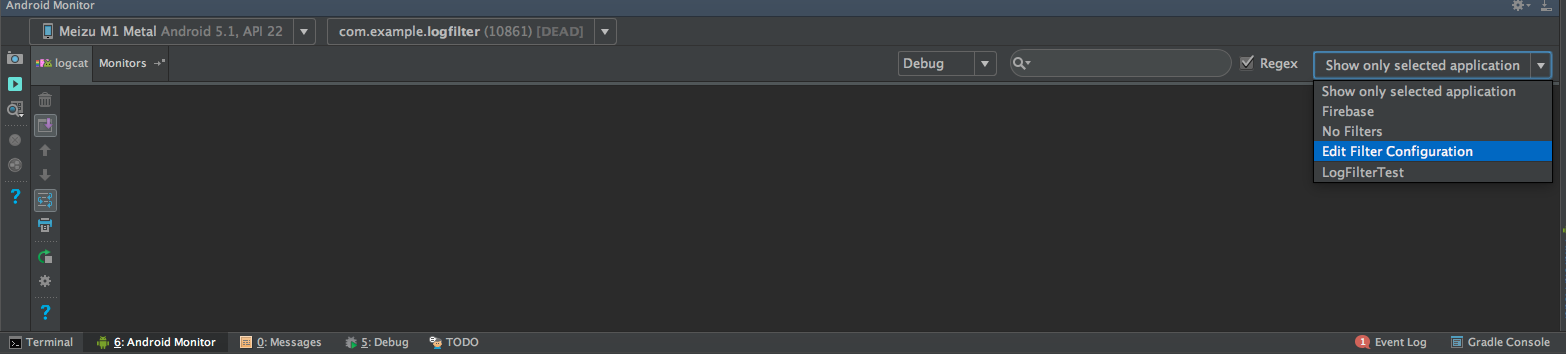 Android Monitor
Meizu M1 Metal Android 5.1, API 22
com.example.logfilter (10861) [DEAD]
logcat
Monitors
Debug
Regex
Show only selected application
Show only selected application
Firebase
No Filters
Edit Filter Configuration
LogFilterTest
?
?
Terminal
6: Android Monitor
0: Messages
5: Debug
TODO
1 Event Log
Gradle Console